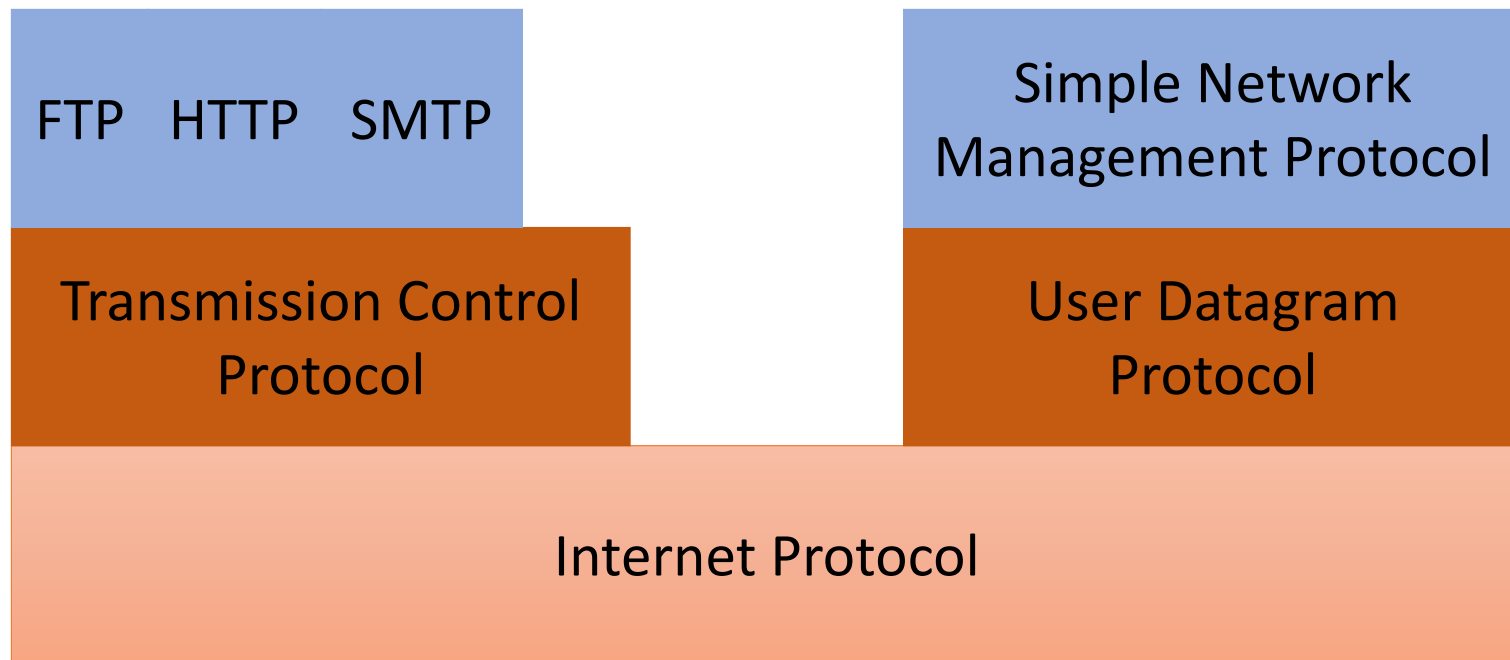 FTP HTTP SMTP
Simple Network
Management Protocol
Transmission Control
Protocol
User Datagram
Protocol
Internet Protocol